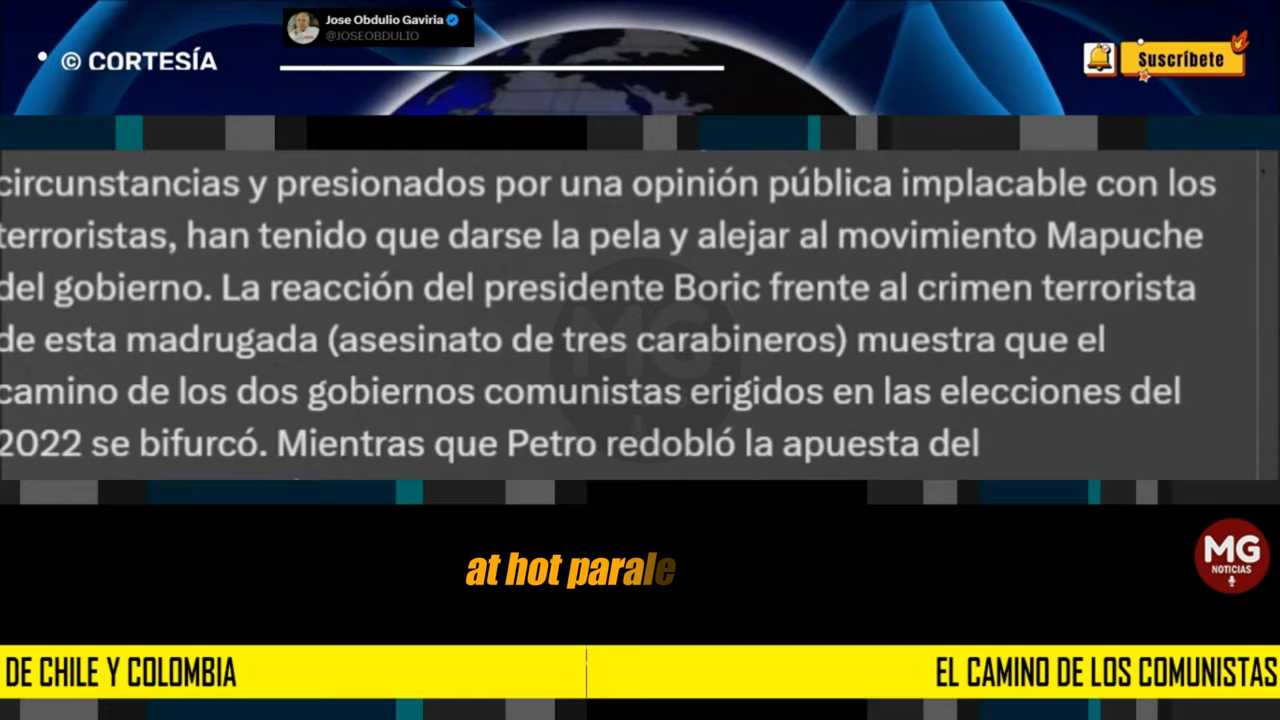 Jose Obdulio Gaviria
@JOSEOBDULIO
© CORTESÍA
Suscríbete
circunstancias y presionados por una opinión pública implacable con los
terroristas, han tenido que darse la pela y alejar al movimiento Mapuche
del gobierno. La reacción del presidente Boric frente al crimen terrorista
de esta madrugada (asesinato de tres carabineros) muestra que el
camino de los dos gobiernos comunistas erigidos en las elecciones del
2022 se bifurcó. Mientras que Petro redobló la apuesta del
at hot parale
MG
NOTICIAS
DE CHILE Y COLOMBIA
EL CAMINO DE LOS COMUNISTAS